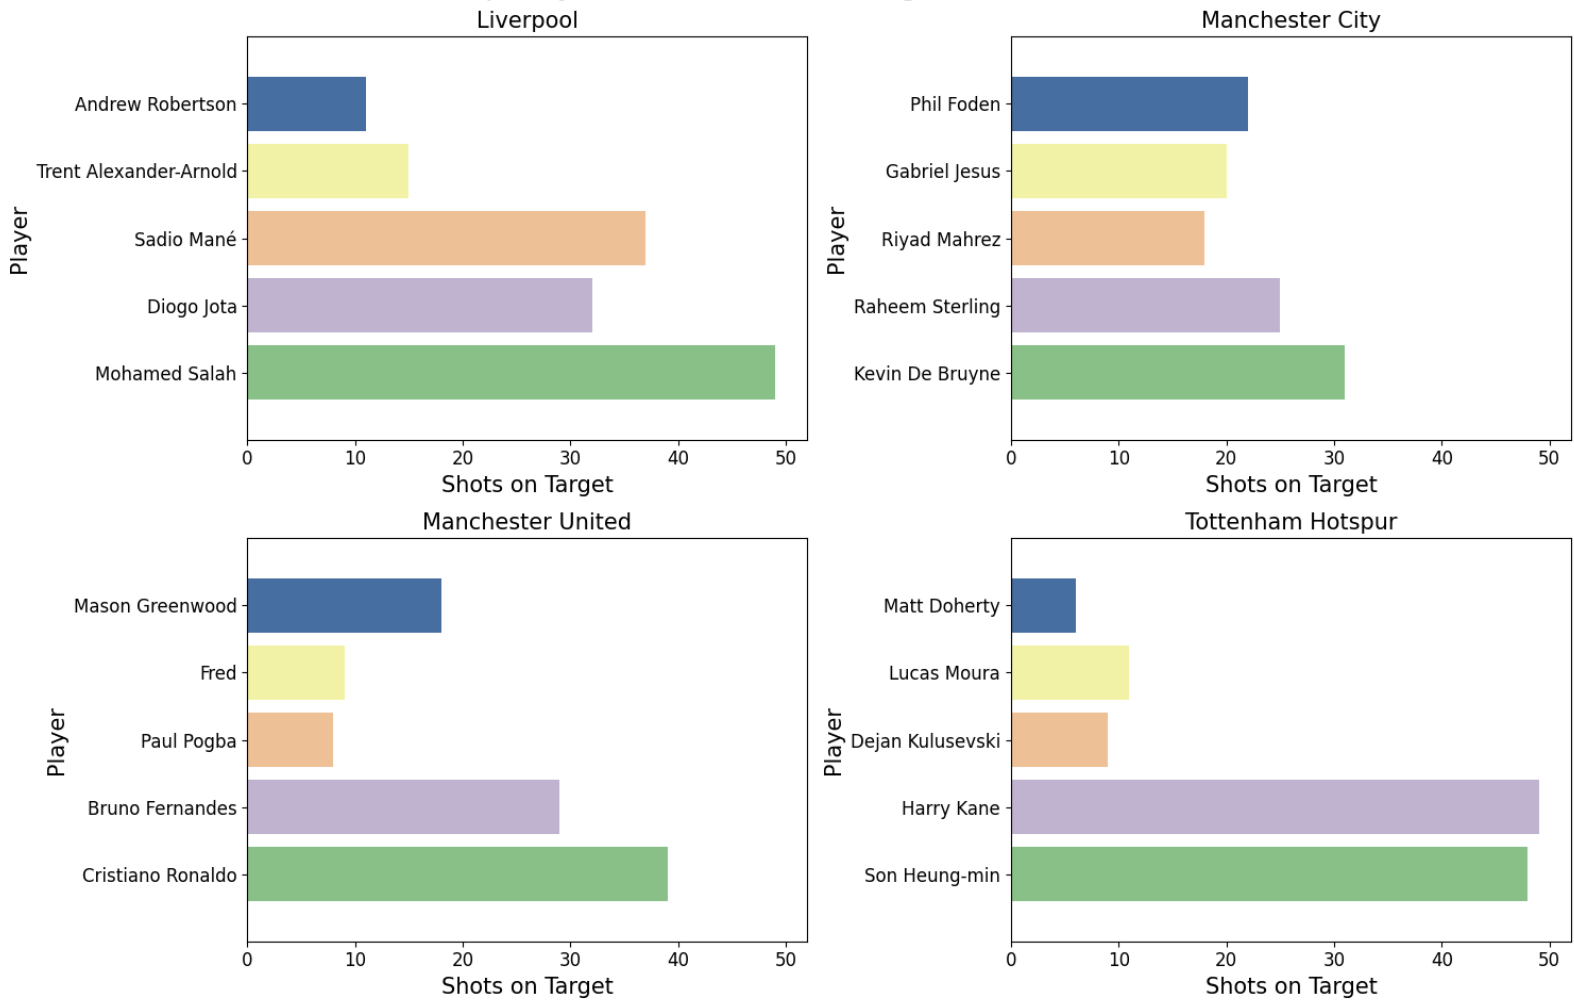 Liverpool
Andrew Robertson
Trent Alexander-Arnold
Sadio Mané
Diogo Jota
Mohamed Salah
Player
0 10 20 30 40 50
Shots on Target
Manchester City
Phil Foden
Gabriel Jesus
Riyad Mahrez
Raheem Sterling
Kevin De Bruyne
Player
0 10 20 30 40 50
Shots on Target
Manchester United
Mason Greenwood
Fred
Paul Pogba
Bruno Fernandes
Cristiano Ronaldo
Player
0 10 20 30 40 50
Shots on Target
Tottenham Hotspur
Matt Doherty
Lucas Moura
Dejan Kulusevski
Harry Kane
Son Heung-min
Player
0 10 20 30 40 50
Shots on Target